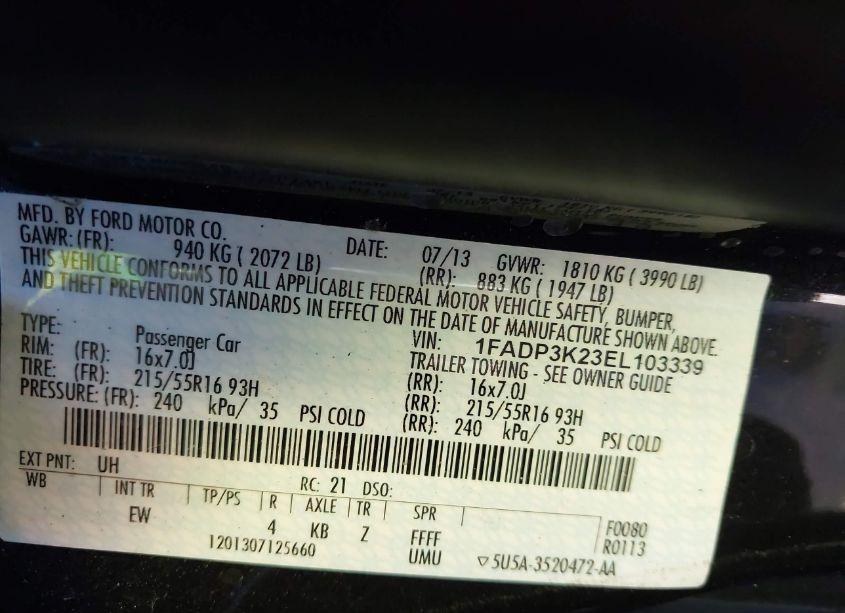 MFD. BY FORD MOTOR CO.
DATE: 07/13 GVWR: 1810 KG ( 3990 LB)
GAWR: (FR): 940 KG ( 2072 LB) (RR): 883 KG ( 1947 LB)
THIS VEHICLE CONFORMS TO ALL APPLICABLE FEDERAL MOTOR VEHICLE SAFETY, BUMPER,
AND THEFT PREVENTION STANDARDS IN EFFECT ON THE DATE OF MANUFACTURE SHOWN ABOVE.
VIN: 1FADP3K23EL103339
TYPE: Passenger Car TRAILER TOWING - SEE OWNER GUIDE
RIM: (FR): 16x7.0J (RR): 16x7.0J
TIRE: (FR): 215/55R16 93H (RR): 215/55R16 93H
PRESSURE: (FR): 240 kPa/ 35 PSI COLD (RR): 240 kPa/ 35 PSI COLD
EXT PNT: UH RC: 21 DSO:
WB INT TR TP/PS R AXLE TR SPR
EW 4 KB Z FFFF F0080
UMU R0113
1201307125660 ▽5U5A-3520472-AA